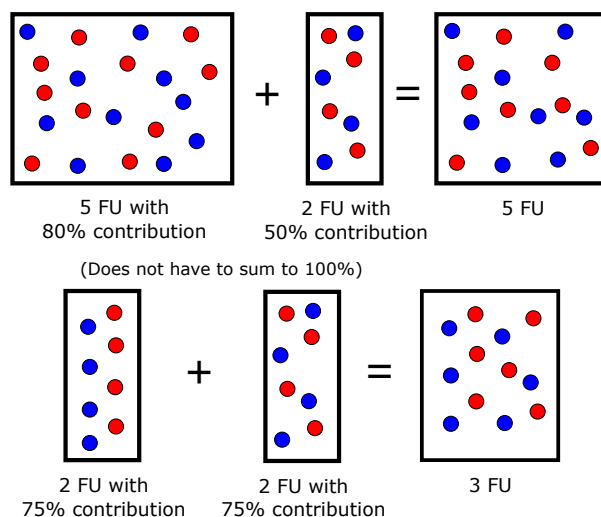 +
=
5 FU with
80% contribution
2 FU with
50% contribution
5 FU
(Does not have to sum to 100%)
+
=
2 FU with
75% contribution
2 FU with
75% contribution
3 FU